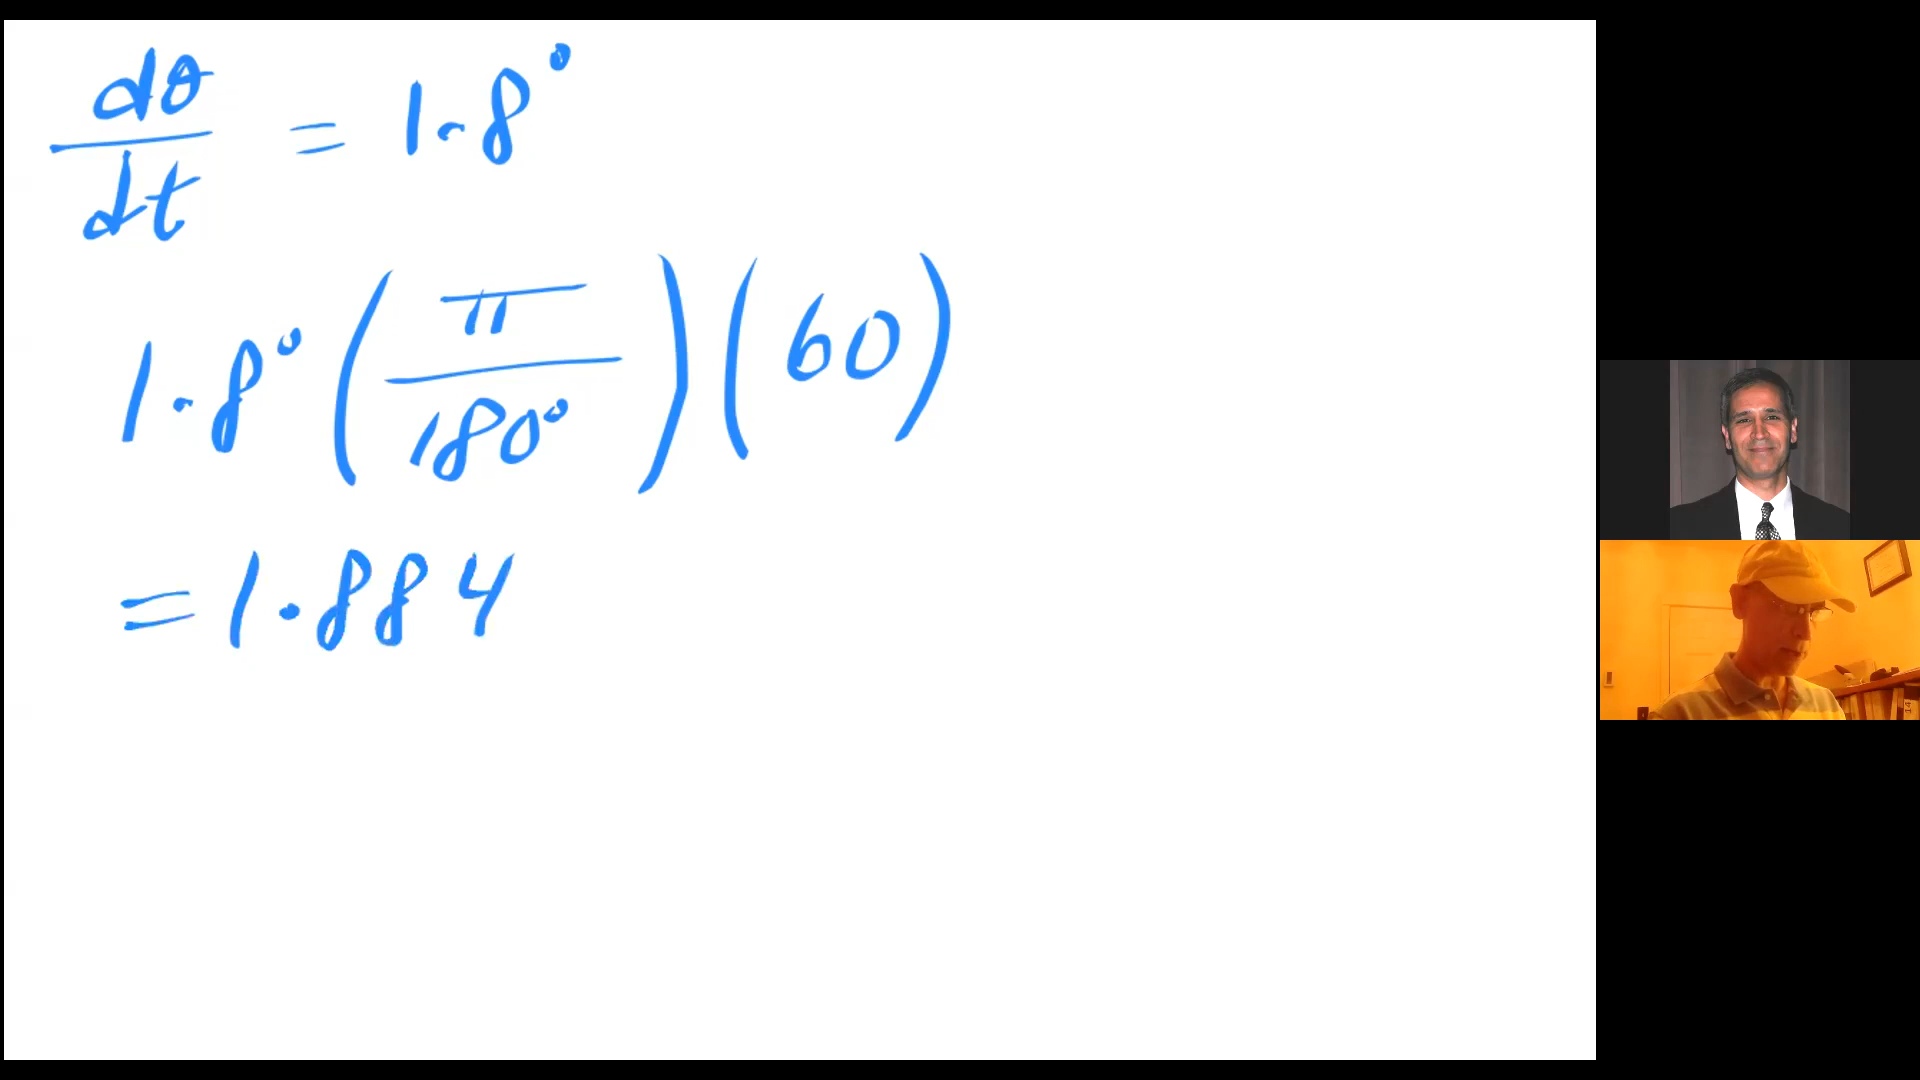 dθ/dt = 1.8°
1.8° (π/180°) (60)
= 1.884